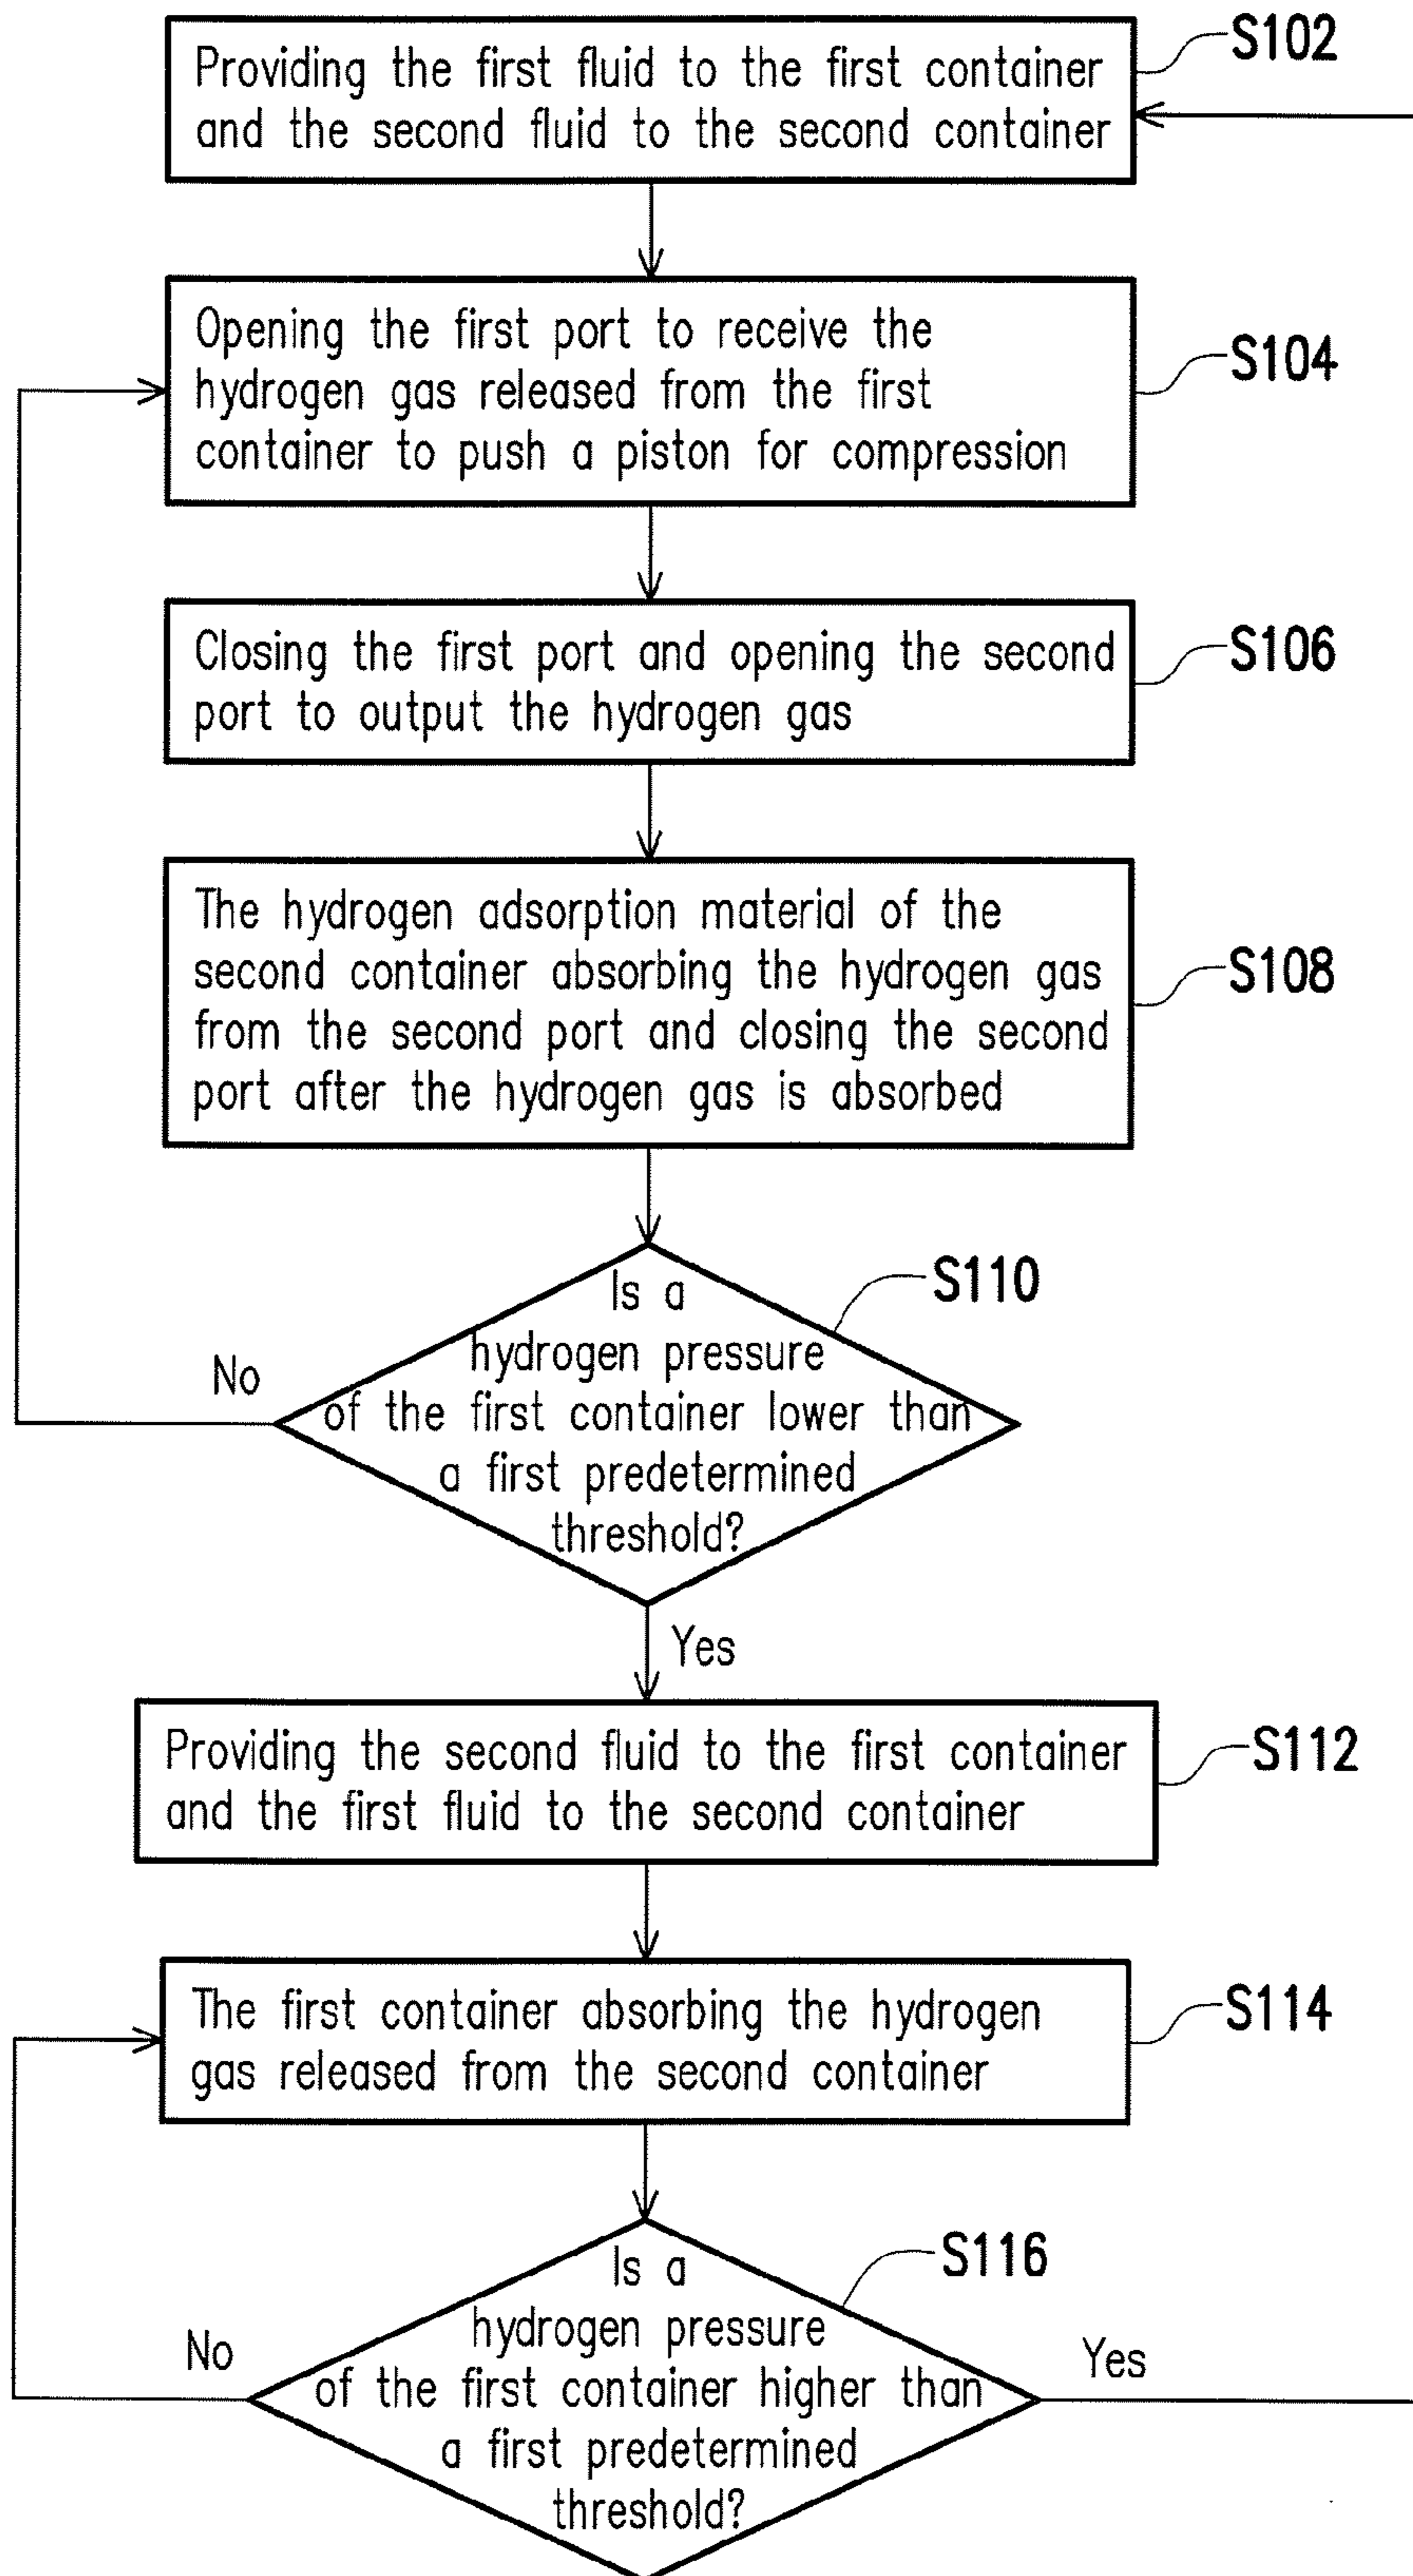 Providing the first fluid to the first container
and the second fluid to the second container
S102
Opening the first port to receive the
hydrogen gas released from the first
container to push a piston for compression
S104
Closing the first port and opening the second
port to output the hydrogen gas
S106
The hydrogen adsorption material of the
second container absorbing the hydrogen gas
from the second port and closing the second
port after the hydrogen gas is absorbed
S108
Is a
hydrogen pressure
of the first container lower than
a first predetermined
threshold?
S110
No
Yes
Providing the second fluid to the first container
and the first fluid to the second container
S112
The first container absorbing the hydrogen
gas released from the second container
S114
Is a
hydrogen pressure
of the first container higher than
a first predetermined
threshold?
S116
No
Yes